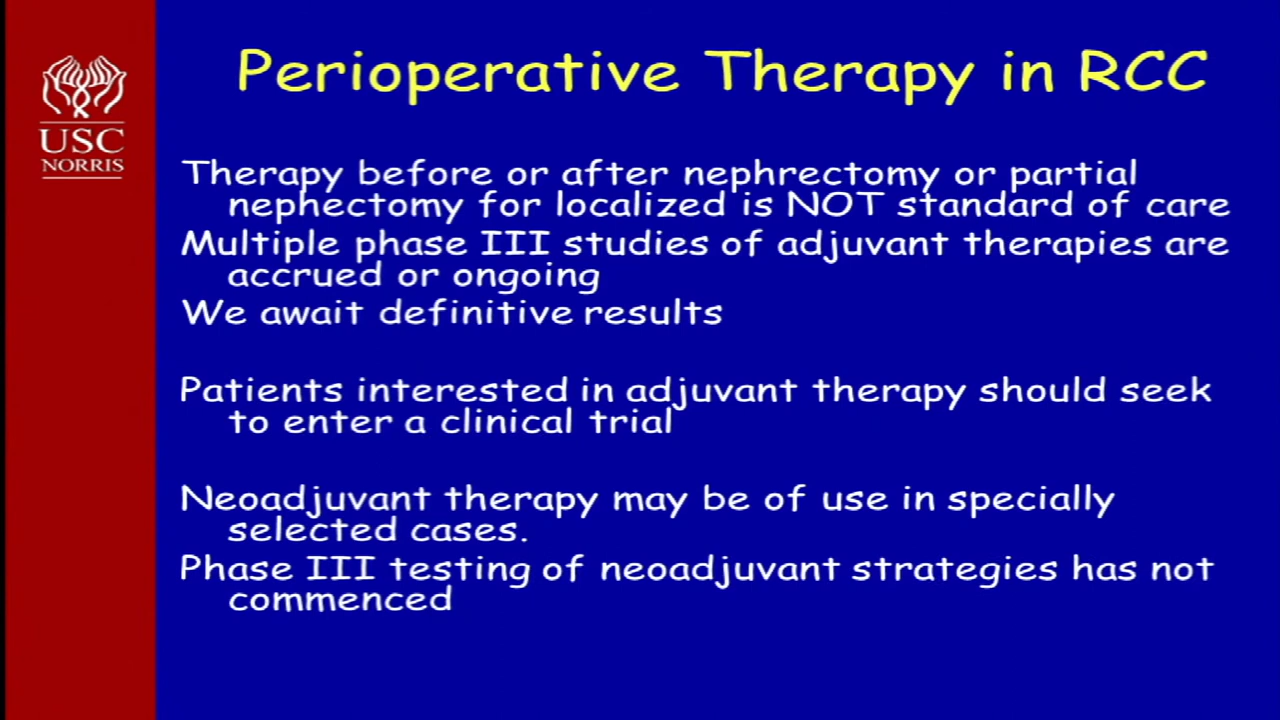 USC
NORRIS
Perioperative Therapy in RCC
Therapy before or after nephrectomy or partial
nephectomy for localized is NOT standard of care
Multiple phase III studies of adjuvant therapies are
accrued or ongoing
We await definitive results
Patients interested in adjuvant therapy should seek
to enter a clinical trial
Neoadjuvant therapy may be of use in specially
selected cases.
Phase III testing of neoadjuvant strategies has not
commenced